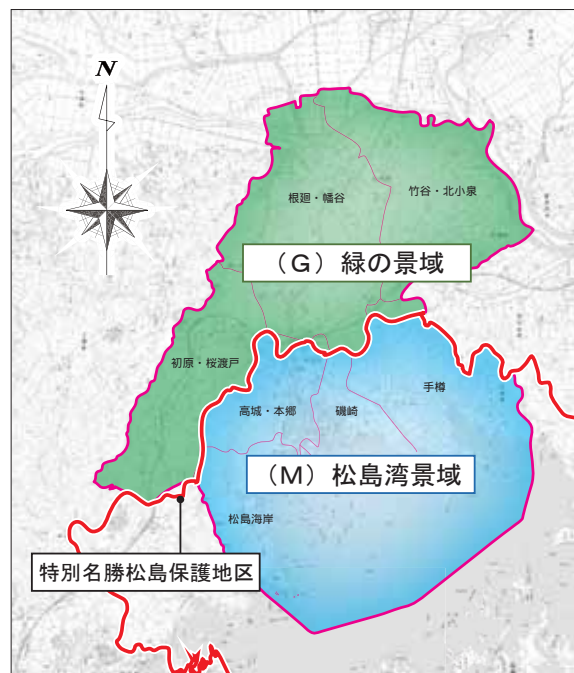 N
根廻・幡谷
竹谷・北小泉
（G）緑の景域
初原・桜渡戸
手樽
高城・本郷
磯崎
（M）松島湾景域
松島海岸
特別名勝松島保護地区